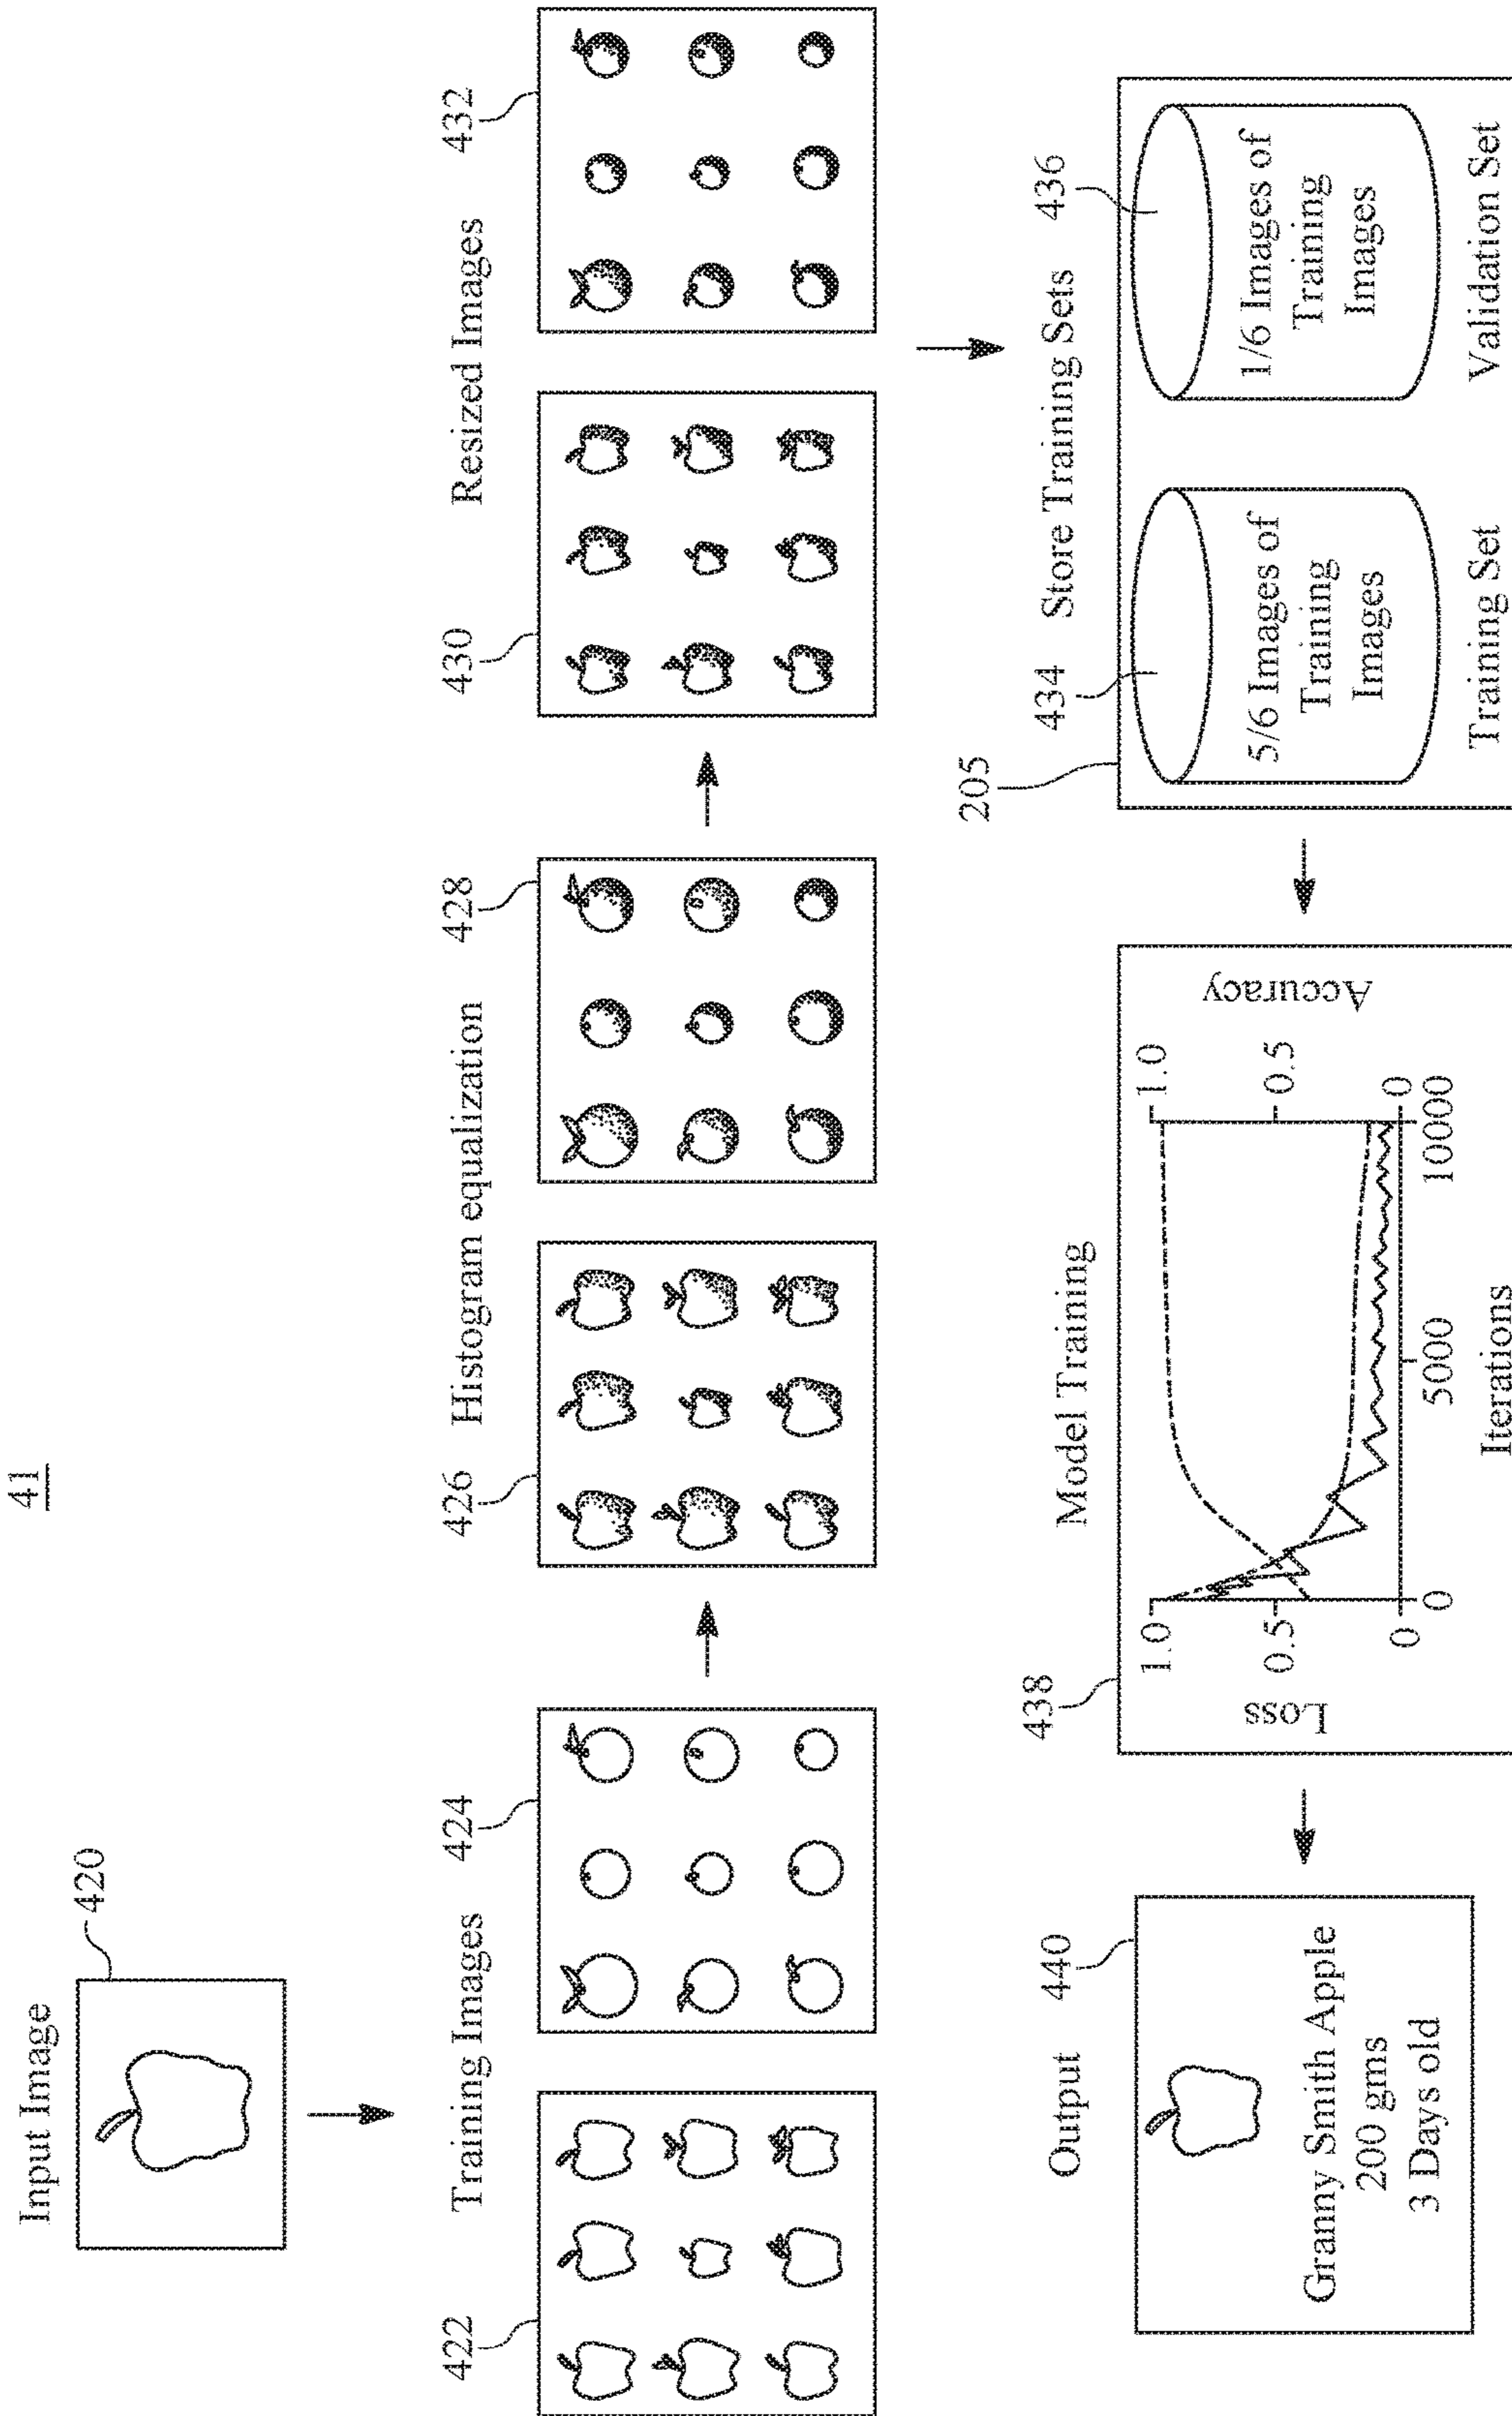 41
Input Image
420
Training Images
422
424
Histogram equalization
426
428
Resized Images
430
432
Store Training Sets
205
434
436
5/6 Images of
Training
Images
Training Set
1/6 Images of
Training
Images
Validation Set
Model Training
438
Loss
1.0
0.5
0
Accuracy
1.0
0.5
0
0
5000
10000
Iterations
Output
440
Granny Smith Apple
200 gms
3 Days old